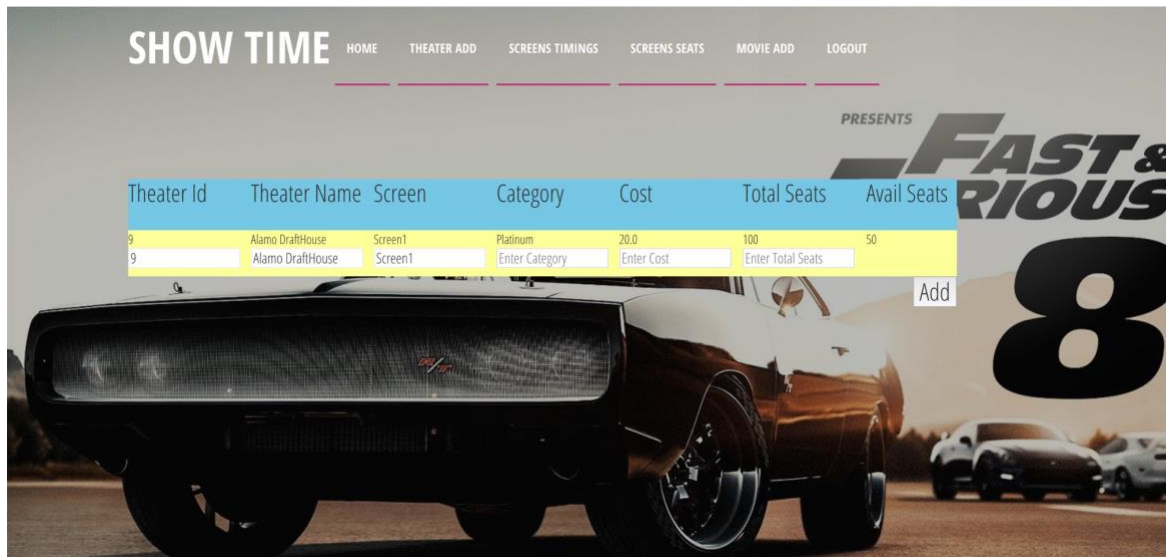 SHOW TIME HOME THEATER ADD SCREENS TIMINGS SCREENS SEATS MOVIE ADD LOGOUT
PRESENTS
FAST &
FURIOUS
8
Theater Id Theater Name Screen Category Cost Total Seats Avail Seats
9 Alamo DraftHouse Screen1 Platinum 20.0 100 50
9 Alamo DraftHouse Screen1 Enter Category Enter Cost Enter Total Seats
Add